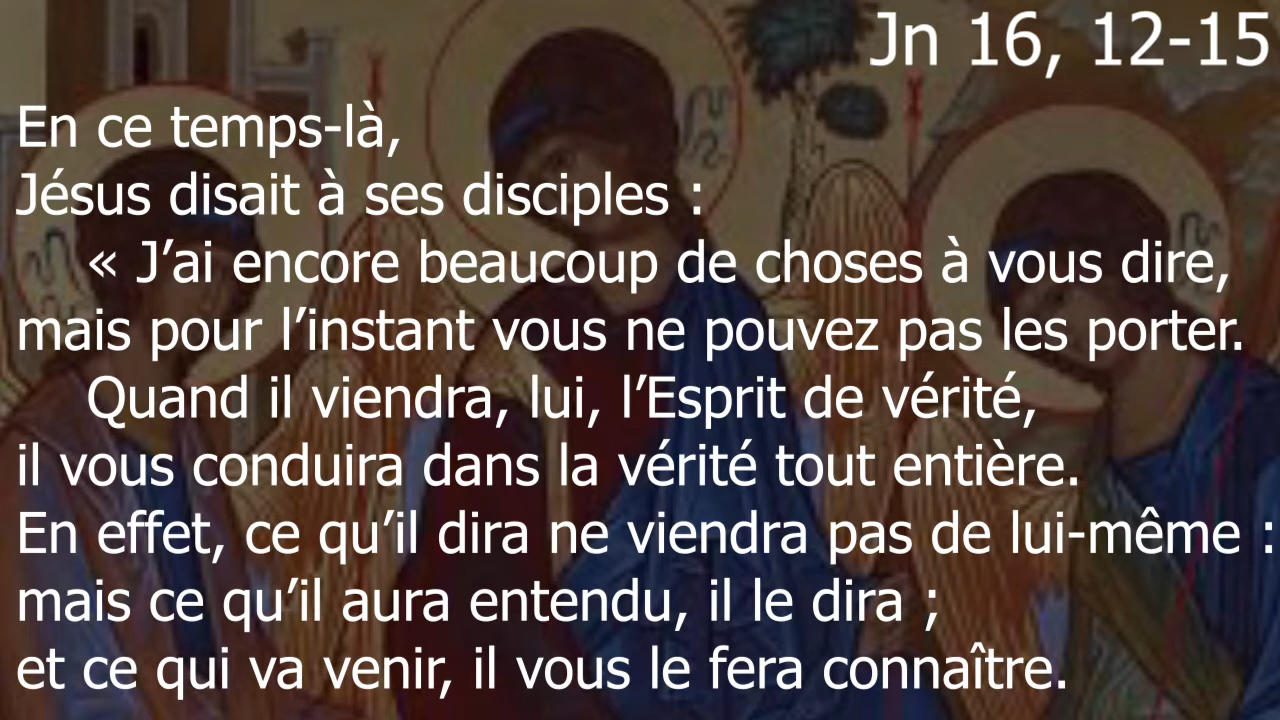 Jn 16, 12-15
En ce temps-là,
Jésus disait à ses disciples :
« J’ai encore beaucoup de choses à vous dire,
mais pour l’instant vous ne pouvez pas les porter.
Quand il viendra, lui, l’Esprit de vérité,
il vous conduira dans la vérité tout entière.
En effet, ce qu’il dira ne viendra pas de lui-même :
mais ce qu’il aura entendu, il le dira ;
et ce qui va venir, il vous le fera connaître.